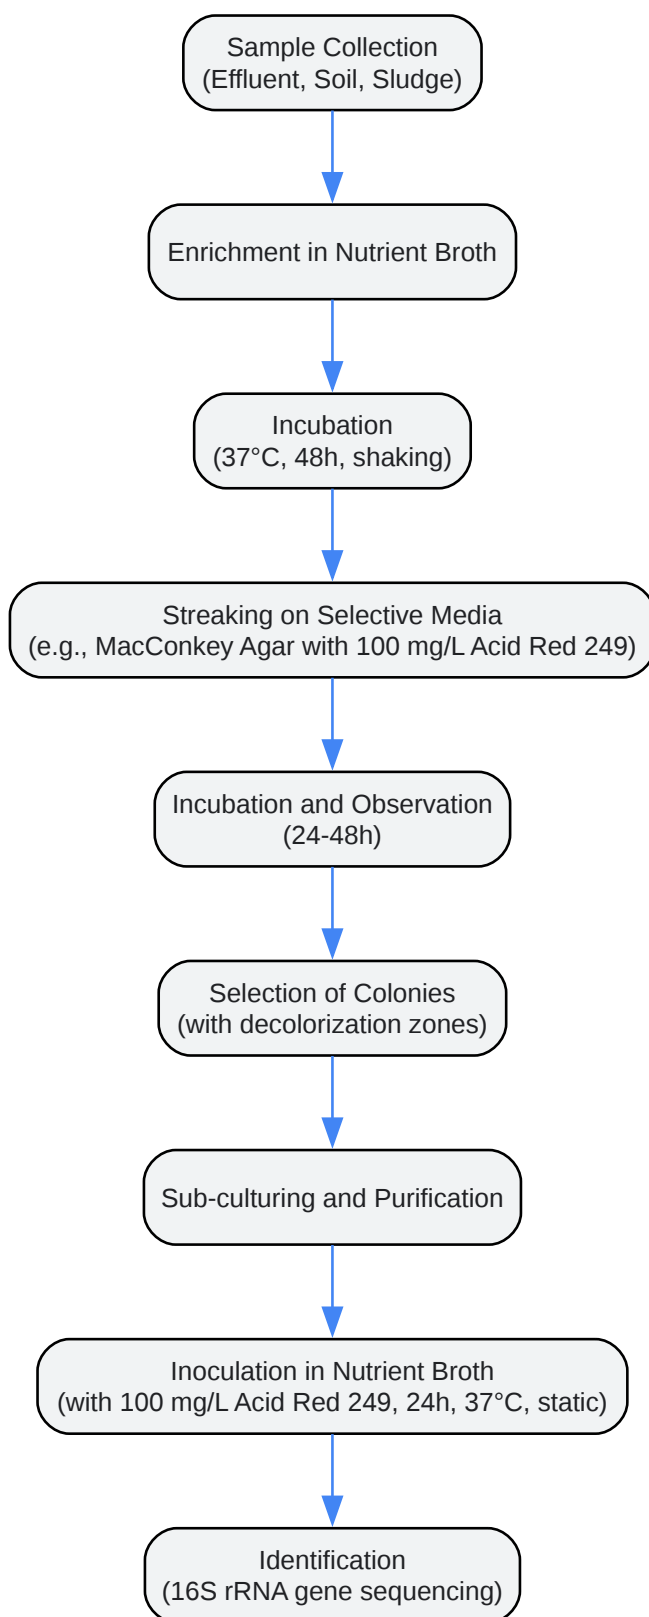 Sample Collection
(Effluent, Soil, Sludge)
Enrichment in Nutrient Broth
Incubation
(37°C, 48h, shaking)
Streaking on Selective Media
(e.g., MacConkey Agar with 100 mg/L Acid Red 249)
Incubation and Observation
(24-48h)
Selection of Colonies
(with decolorization zones)
Sub-culturing and Purification
Inoculation in Nutrient Broth
(with 100 mg/L Acid Red 249, 24h, 37°C, static)
Identification
(16S rRNA gene sequencing)